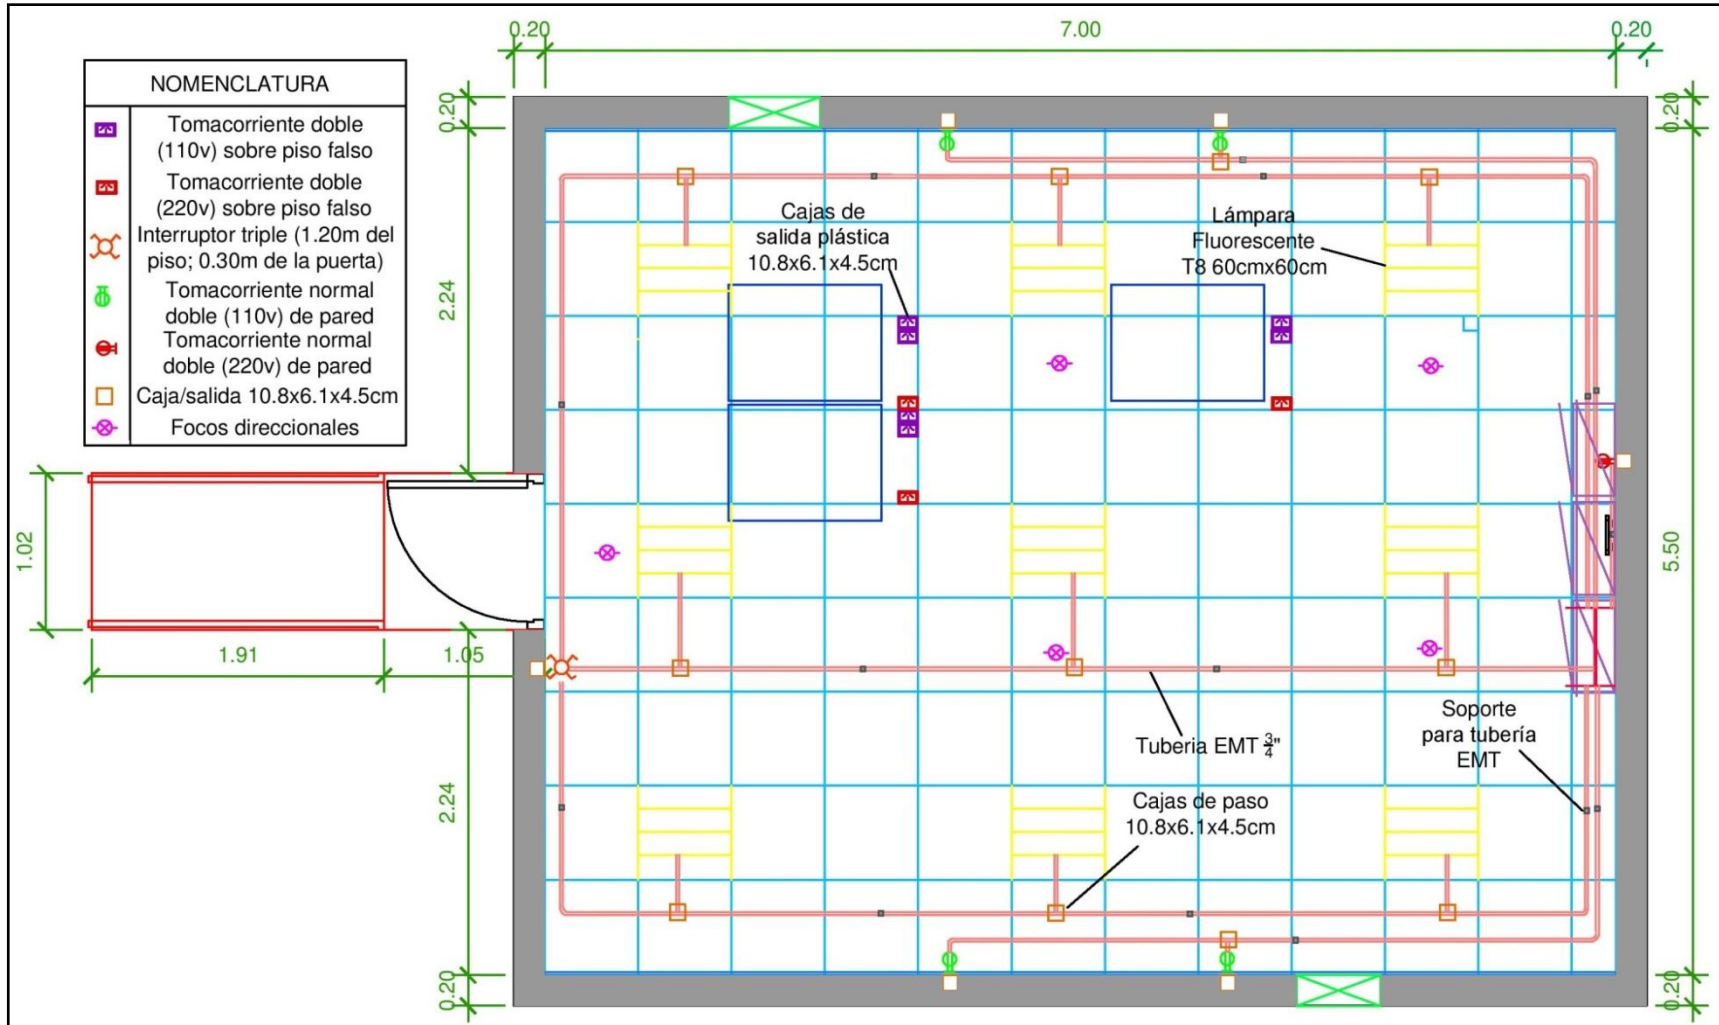 0.20
7.00
0.20
NOMENCLATURA
Tomacorriente doble
(110v) sobre piso falso
Tomacorriente doble
(220v) sobre piso falso
Interruptor triple (1.20m del
piso; 0.30m de la puerta)
Tomacorriente normal
doble (110v) de pared
Tomacorriente normal
doble (220v) de pared
Caja/salida 10.8x6.1x4.5cm
Focos direccionales
0.20
0.20
2.24
Cajas de
salida plástica
10.8x6.1x4.5cm
Lámpara
Fluorescente
T8 60cmx60cm
1.02
5.50
1.91
1.05
Tuberia EMT 3/4"
Soporte
para tubería
EMT
2.24
Cajas de paso
10.8x6.1x4.5cm
0.20
0.20